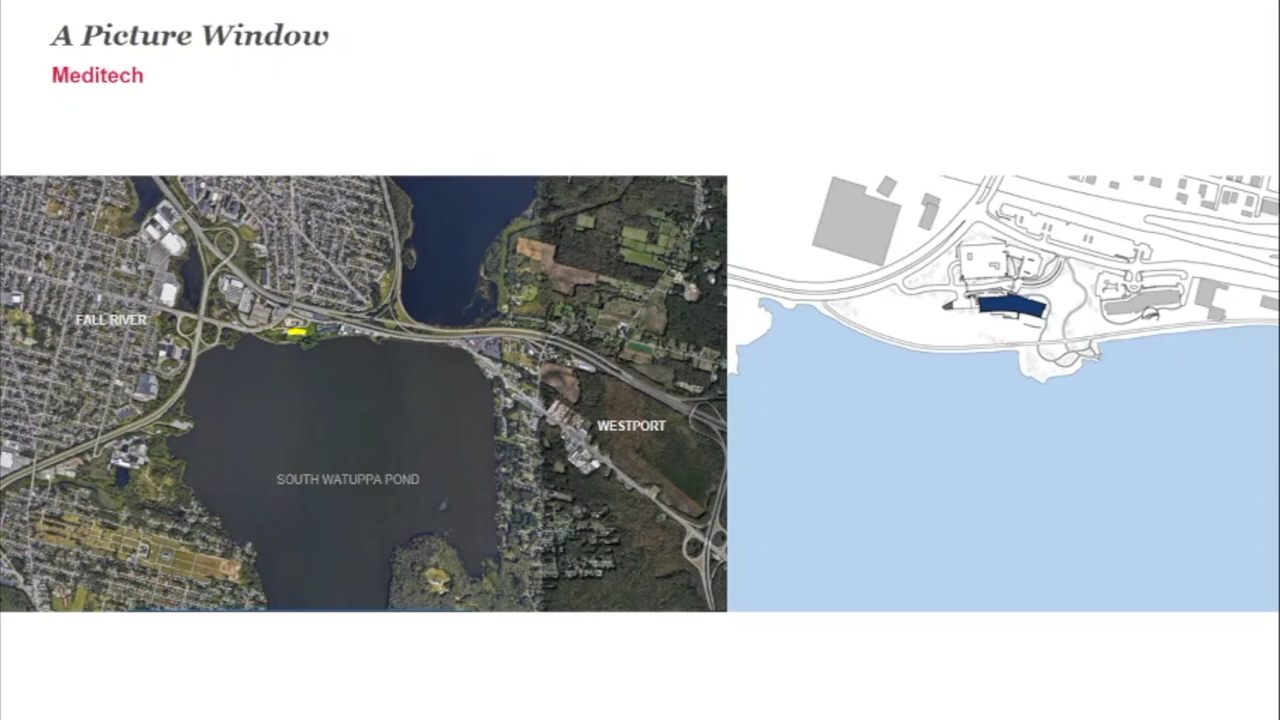 A Picture Window
Meditech
FALL RIVER
WESTPORT
SOUTH WATUPPA POND